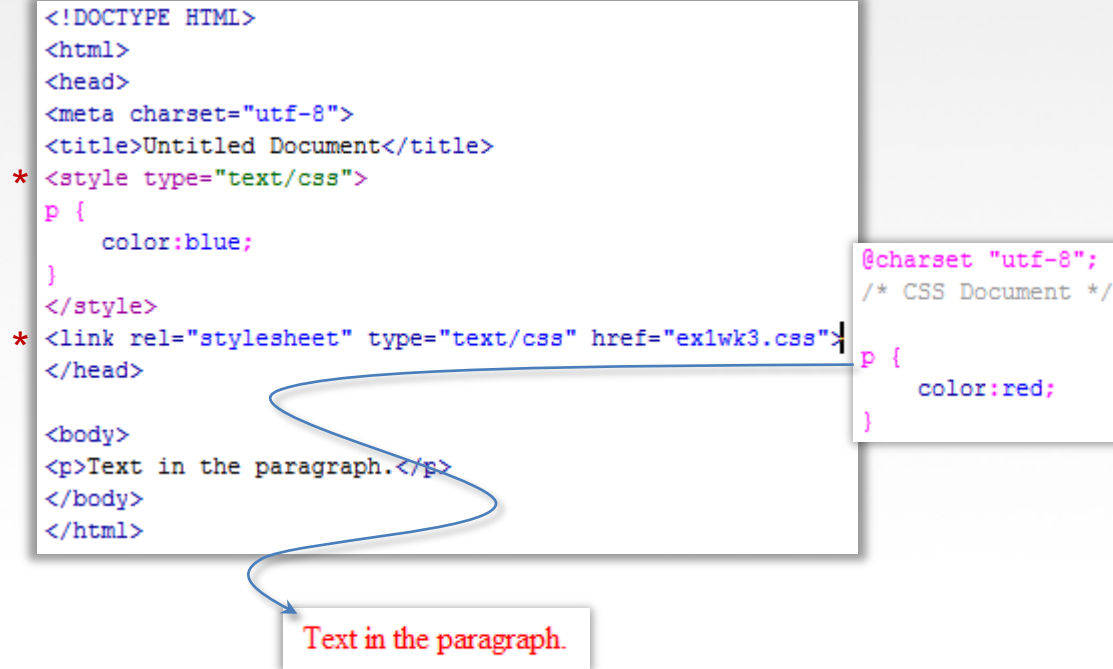 <!DOCTYPE HTML>
<html>
<head>
<meta charset="utf-8">
<title>Untitled Document</title>
* <style type="text/css">
p {
    color:blue;
}
</style>
* <link rel="stylesheet" type="text/css" href="ex1wk3.css">
</head>

<body>
<p>Text in the paragraph.</p>
</body>
</html>
@charset "utf-8";
/* CSS Document */

p {
    color:red;
}
Text in the paragraph.